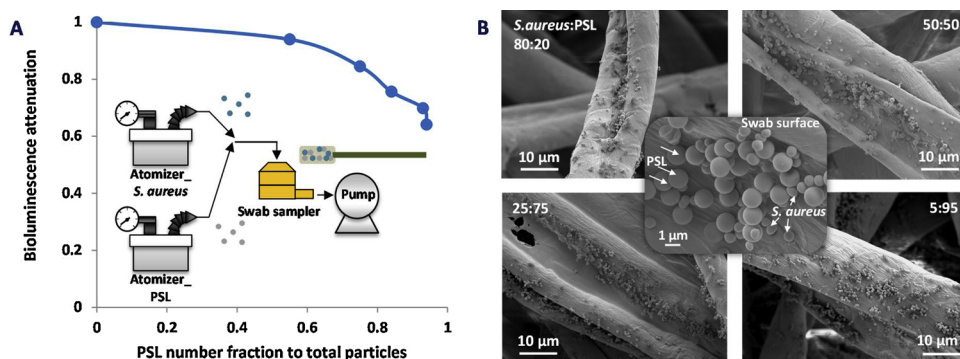 A
Bioluminescence attenuation
1
0.8
0.6
0.4
0.2
0
0
0.2
0.4
0.6
0.8
1
PSL number fraction to total particles
Atomizer_
S. aureus
Atomizer_
PSL
Swab sampler
Pump
B
S.aureus:PSL
80:20
10 µm
50:50
10 µm
Swab surface
PSL
S. aureus
1 µm
25:75
10 µm
5:95
10 µm